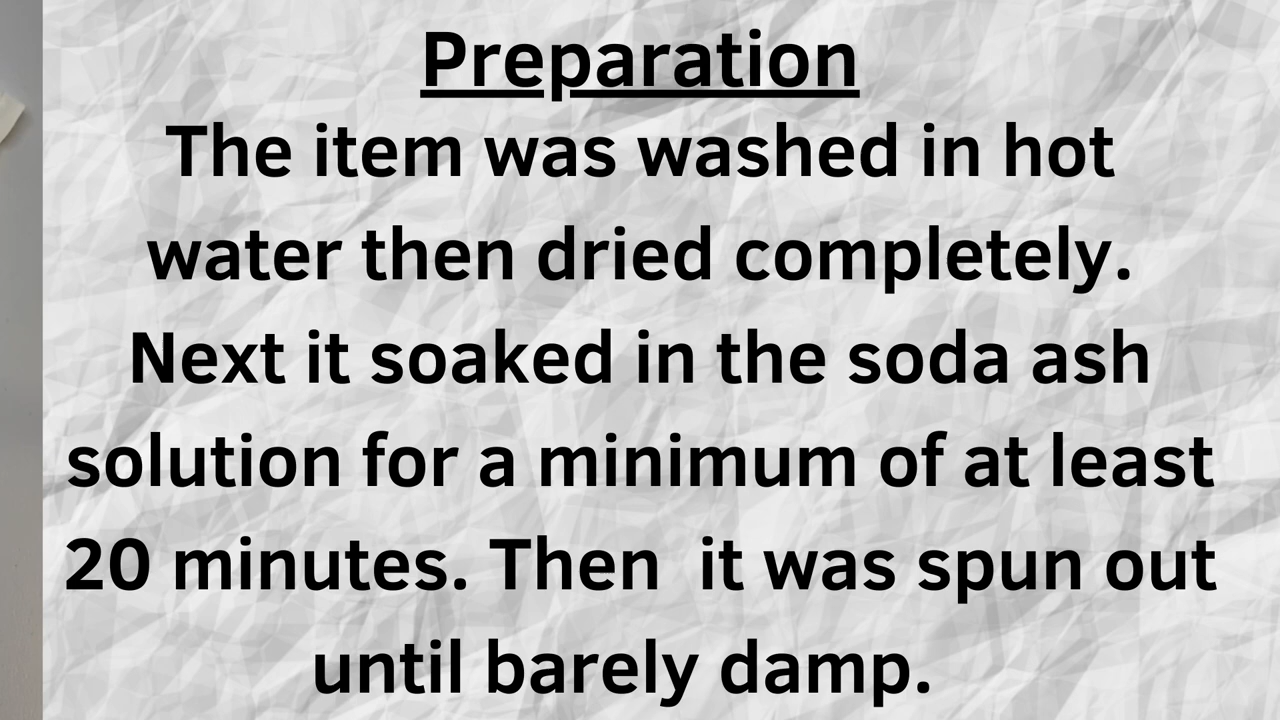 Preparation
The item was washed in hot
water then dried completely.
Next it soaked in the soda ash
solution for a minimum of at least
20 minutes. Then  it was spun out
until barely damp.